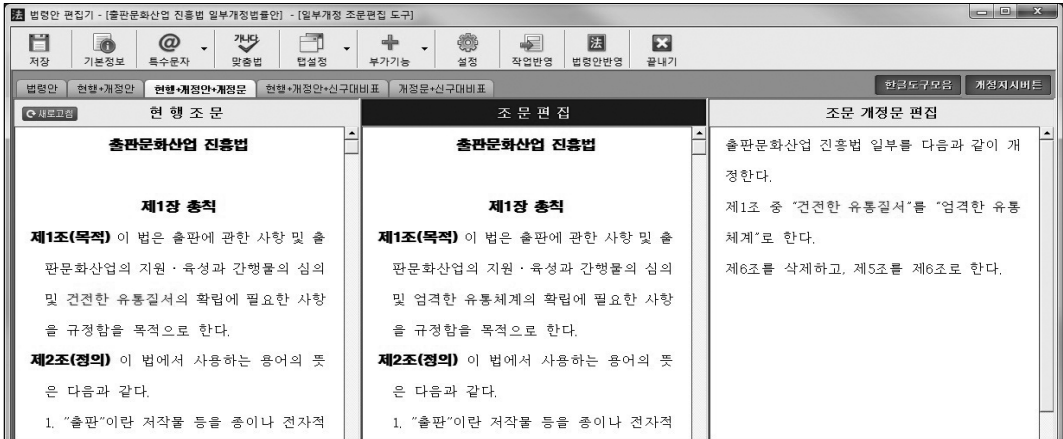 法 법령안 편집기 - [출판문화산업 진흥법 일부개정법률안] - [일부개정 조문편집 도구]
가나다
法
저장 기본정보 특수문자 맞춤법 탭설정 부가기능 설정 작업반영 법령안반영 끝내기
법령안 현행+개정안 현행+개정안+개정문 현행+개정안+신구대비표 개정문+신구대비표 한글도구모음 개정지시버튼
새로고침 현 행 조 문
출판문화산업 진흥법
제1장 총칙
제1조(목적) 이 법은 출판에 관한 사항 및 출
판문화산업의 지원ㆍ육성과 간행물의 심의
및 건전한 유통질서의 확립에 필요한 사항
을 규정함을 목적으로 한다.
제2조(정의) 이 법에서 사용하는 용어의 뜻
은 다음과 같다.
1. "출판"이란 저작물 등을 종이나 전자적
조 문 편 집
출판문화산업 진흥법
제1장 총칙
제1조(목적) 이 법은 출판에 관한 사항 및 출
판문화산업의 지원ㆍ육성과 간행물의 심의
및 엄격한 유통체계의 확립에 필요한 사항
을 규정함을 목적으로 한다.
제2조(정의) 이 법에서 사용하는 용어의 뜻
은 다음과 같다.
1. "출판"이란 저작물 등을 종이나 전자적
조문 개정문 편집
출판문화산업 진흥법 일부를 다음과 같이 개
정한다.
제1조 중 "건전한 유통질서"를 "엄격한 유통
체계"로 한다.
제6조를 삭제하고, 제5조를 제6조로 한다.